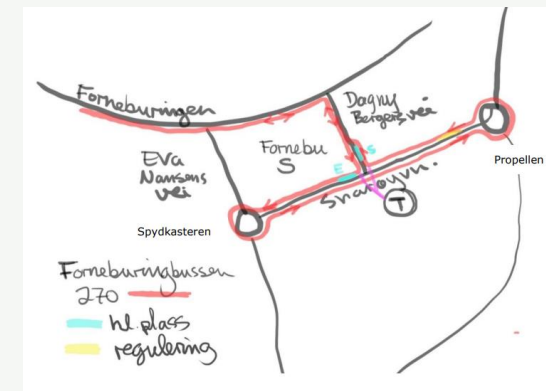 Forneburingen
Dagny
Bergers vei
Eva
Nansens
vei
Fornebu
S
S
E
Snarøyvn.
T
Propellen
Spydkasteren
Forneburingbussen
270
hl.plass
regulering